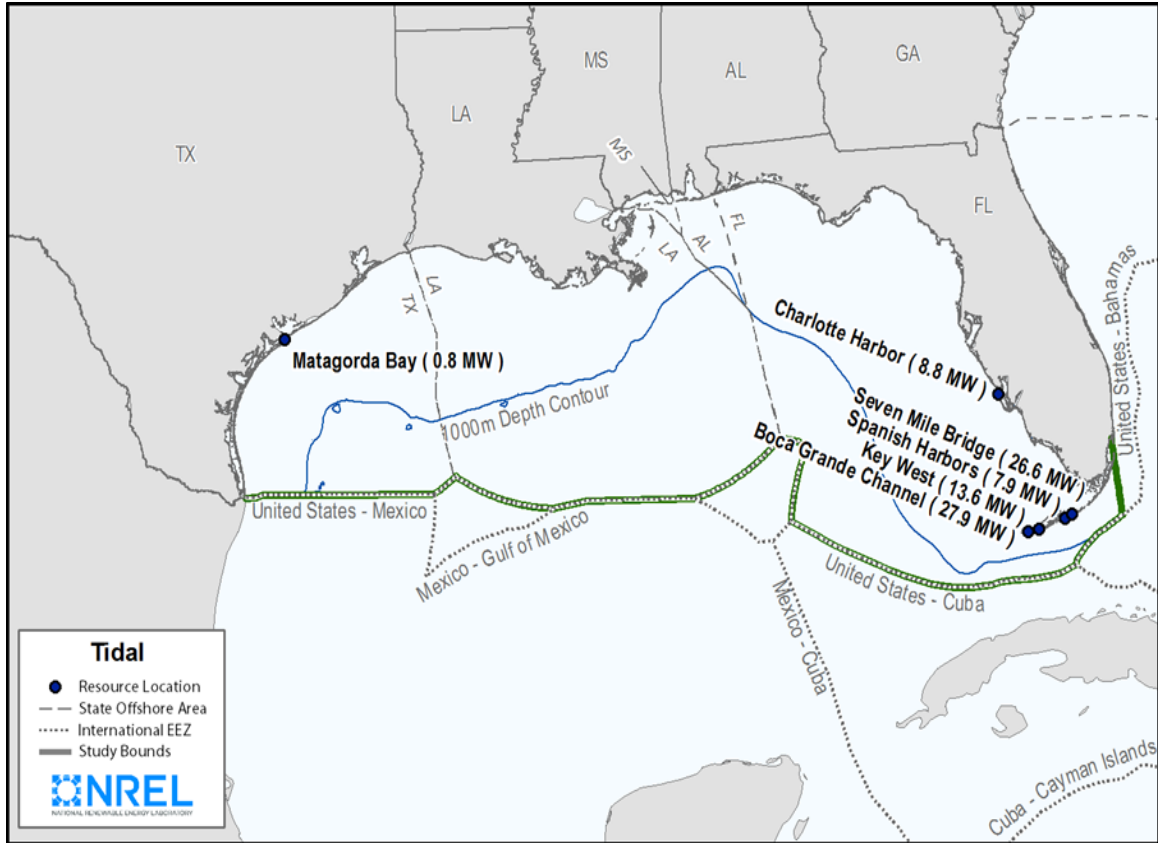 MS
AL
GA
LA
TX
MS
FL
FL
LA
AL
LA
TX
United States - Bahamas
Charlotte Harbor ( 8.8 MW )
Matagorda Bay ( 0.8 MW )
1000m Depth Contour
Seven Mile Bridge ( 26.6 MW )
Spanish Harbors ( 7.9 MW )
Key West ( 13.6 MW )
Boca Grande Channel ( 27.9 MW )
United States - Mexico
Mexico - Gulf of Mexico
United States - Cuba
Mexico - Cuba
Cuba - Cayman Islands
Tidal
Resource Location
State Offshore Area
International EEZ
Study Bounds
NREL
NATIONAL RENEWABLE ENERGY LABORATORY